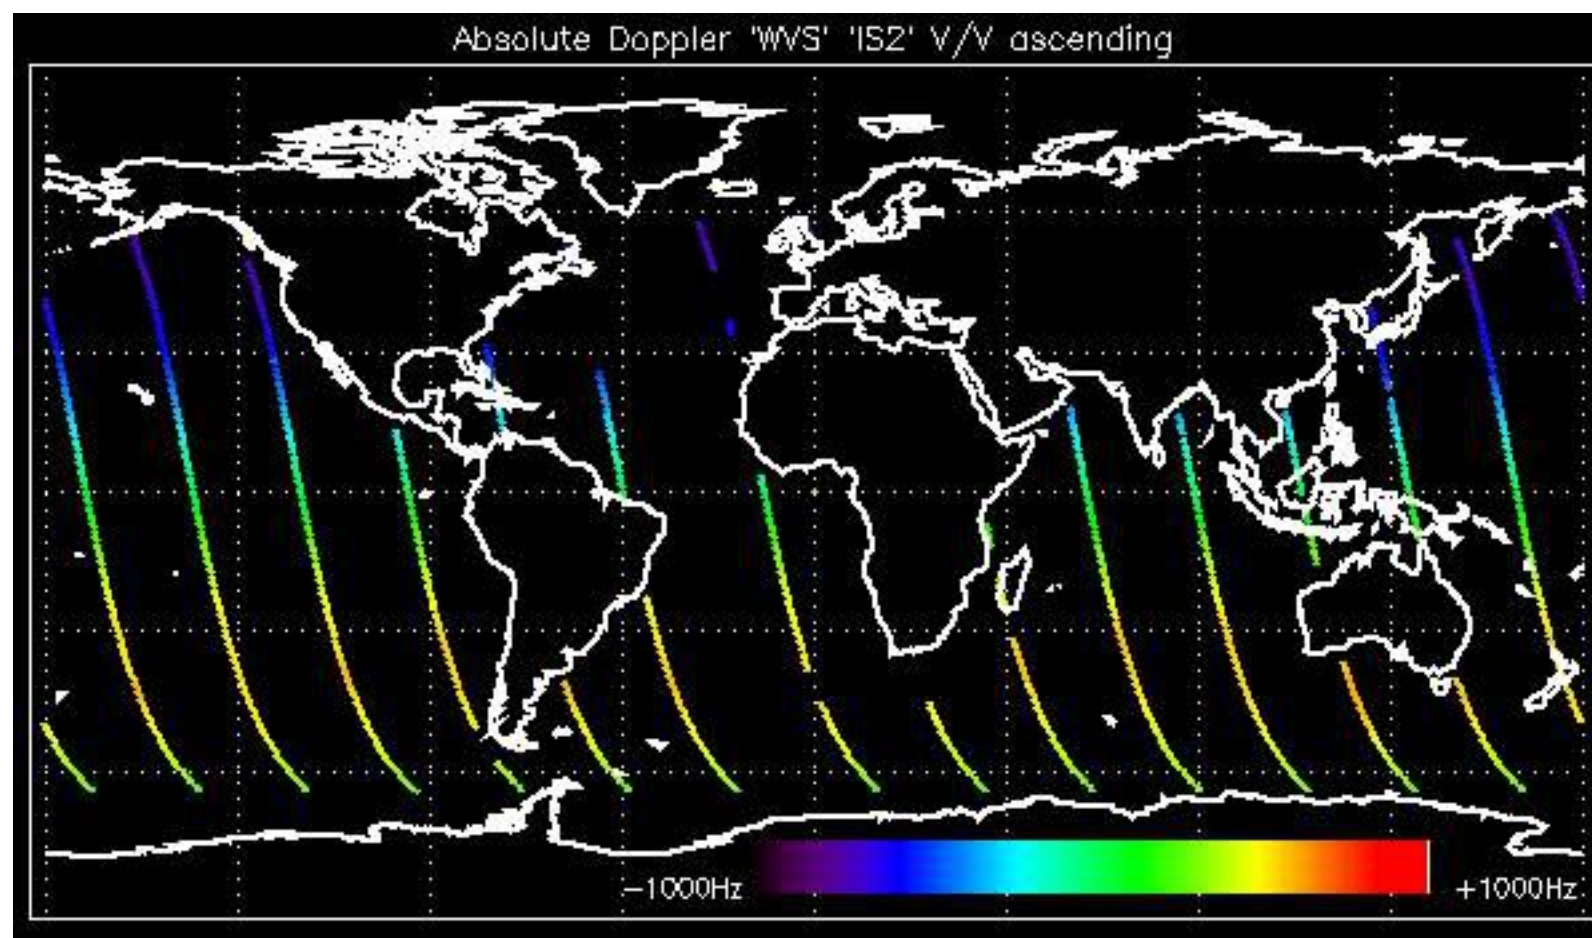 Absolute Doppler 'WVS' 'IS2' V/V ascending
-1000Hz +1000Hz